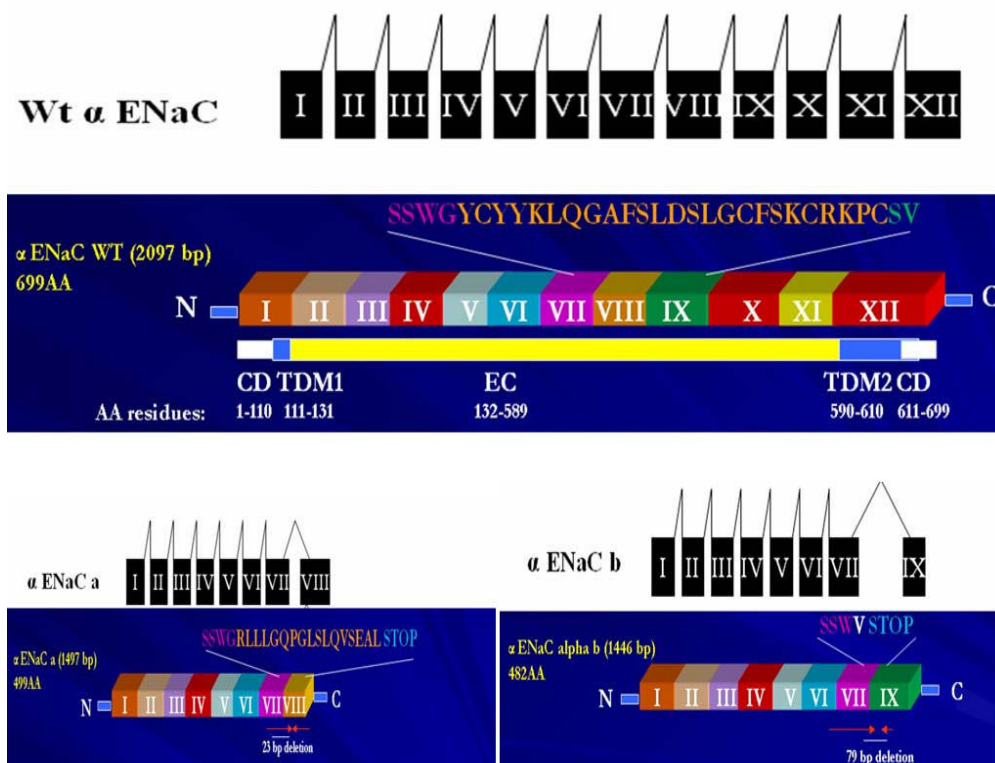 Wt α ENaC
I II III IV V VI VII VIII IX X XI XII
SSWGYCYYKLQGAFSLDSLGCFSKCRKPCSV
α ENaC WT (2097 bp)
699AA
N I II III IV V VI VII VIII IX X XI XII C
CD TDM1 EC TDM2 CD
AA residues: 1-110 111-131 132-589 590-610 611-699
α ENaC a
I II III IV V VI VII VIII
SSWGRLLLGQPGLSLQVSEAL STOP
α ENaC a (1497 bp)
499AA
N I II III IV V VI VII VIII C
23 bp deletion
α ENaC b
I II III IV V VI VII IX
SSWV STOP
α ENaC alpha b (1446 bp)
482AA
N I II III IV V VI VII IX C
79 bp deletion